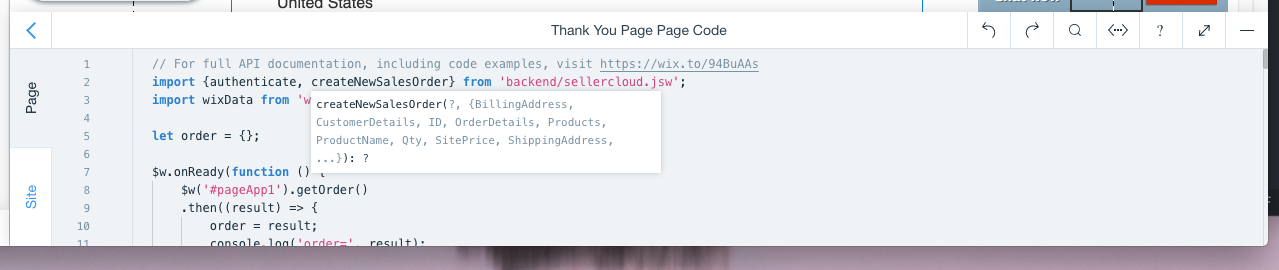 United States
Thank You Page Page Code
?
Page
Site
1 // For full API documentation, including code examples, visit https://wix.to/94BuAAs
2 import {authenticate, createNewSalesOrder} from 'backend/sellercloud.jsw';
3 import wixData from 'w
createNewSalesOrder(?, {BillingAddress,
CustomerDetails, ID, OrderDetails, Products,
ProductName, Qty, SitePrice, ShippingAddress,
...}): ?
4
5 let order = {};
6
7 $w.onReady(function () {
8 $w('#pageApp1').getOrder()
9 .then((result) => {
10 order = result;
11 console.log('order=', result);